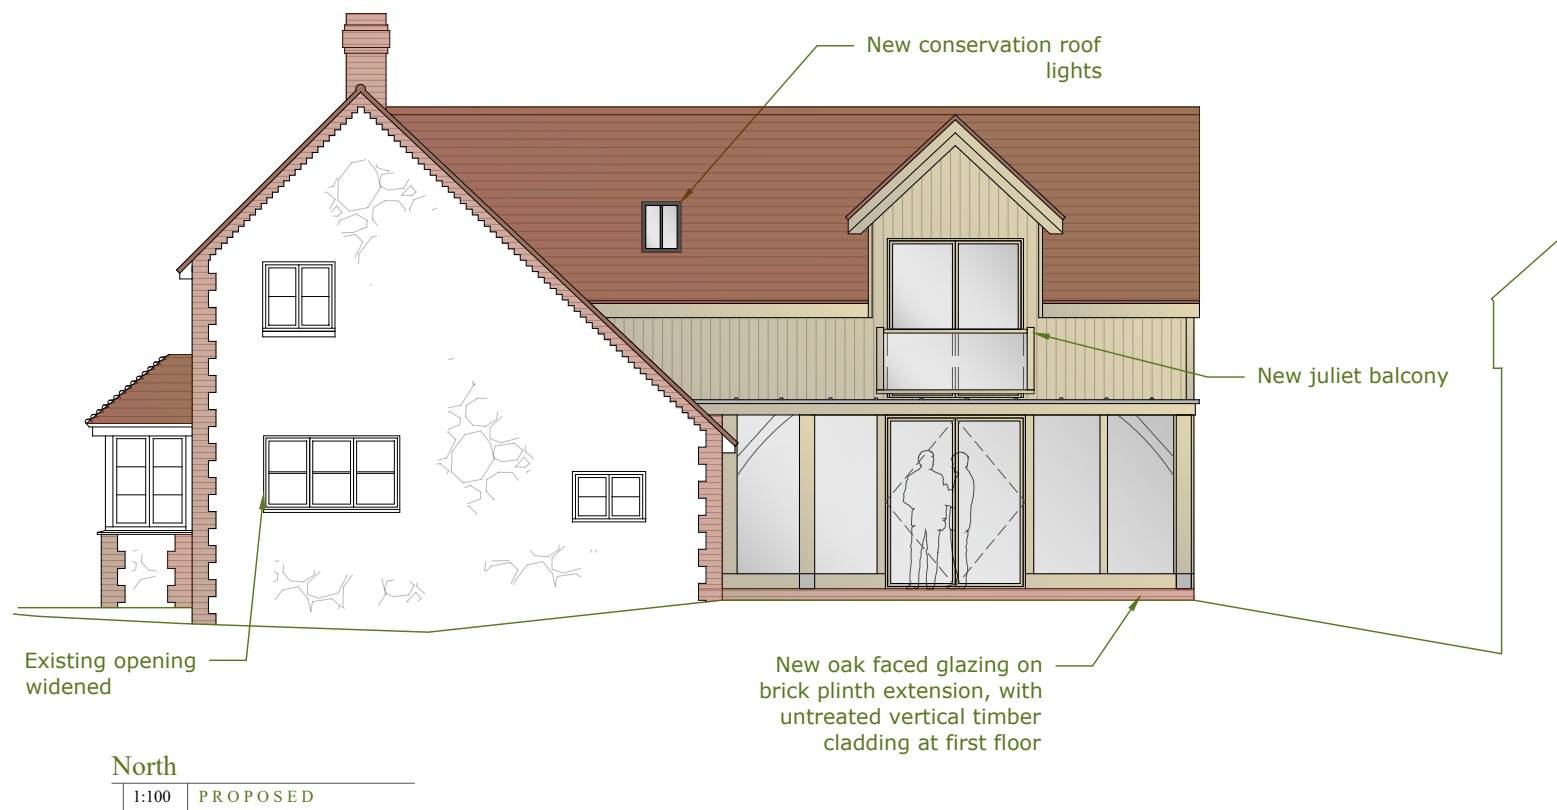 New conservation roof
lights
New juliet balcony
Existing opening
widened
New oak faced glazing on
brick plinth extension, with
untreated vertical timber
cladding at first floor
North
1:100 PROPOSED